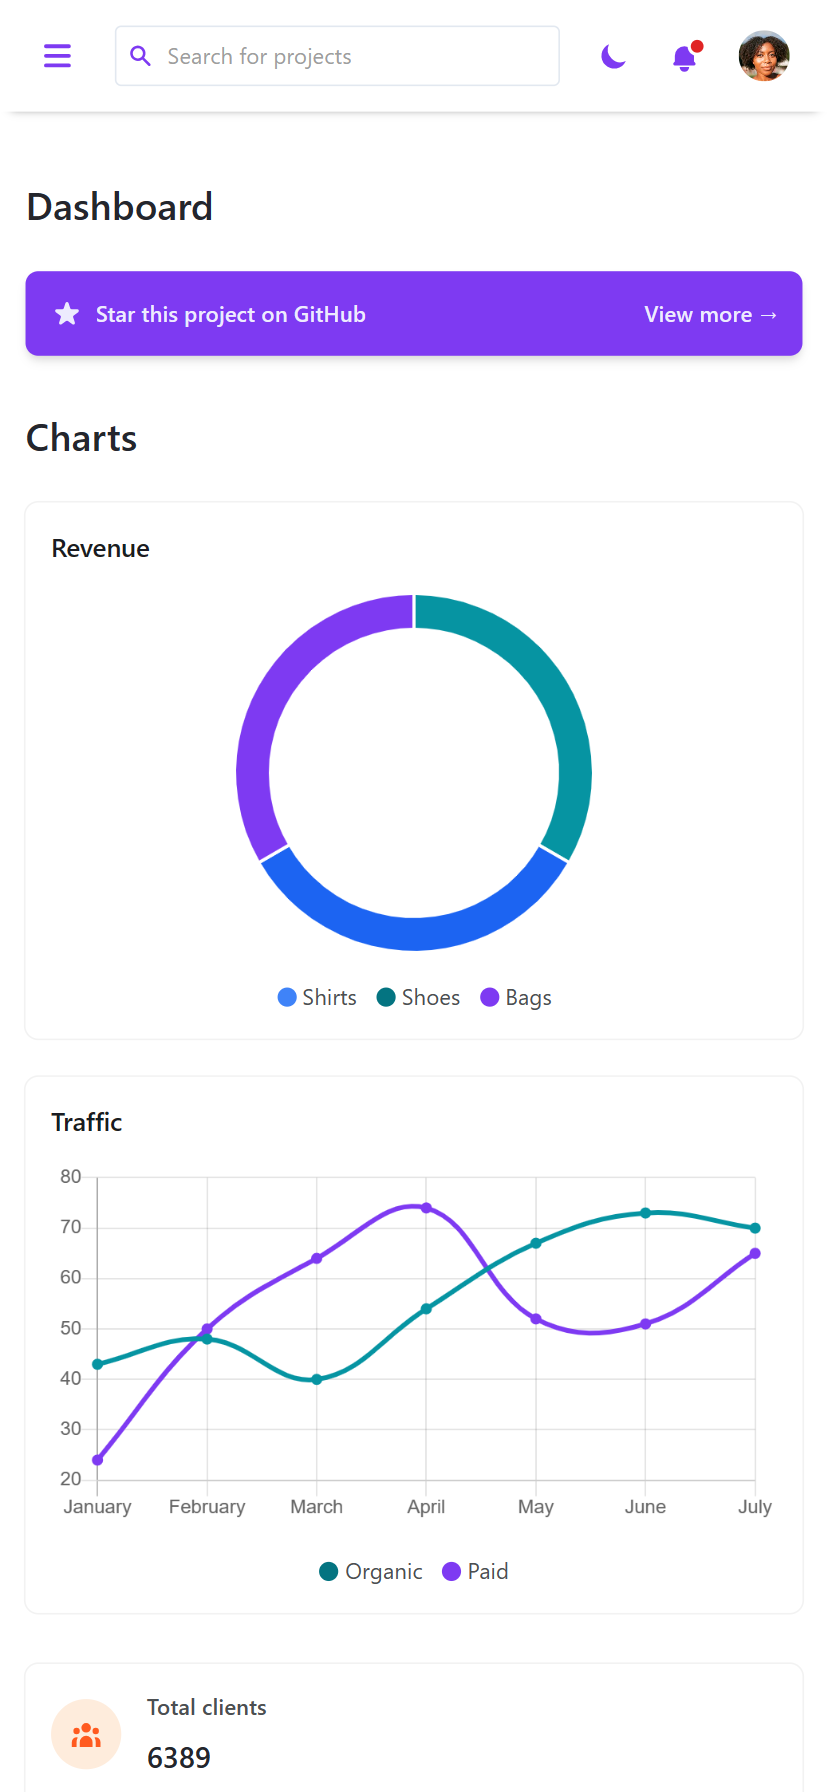 Search for projects
Dashboard
Star this project on GitHub View more →
Charts
Revenue
Shirts Shoes Bags
Traffic
80
70
60
50
40
30
20
January February March April May June July
Organic Paid
Total clients
6389